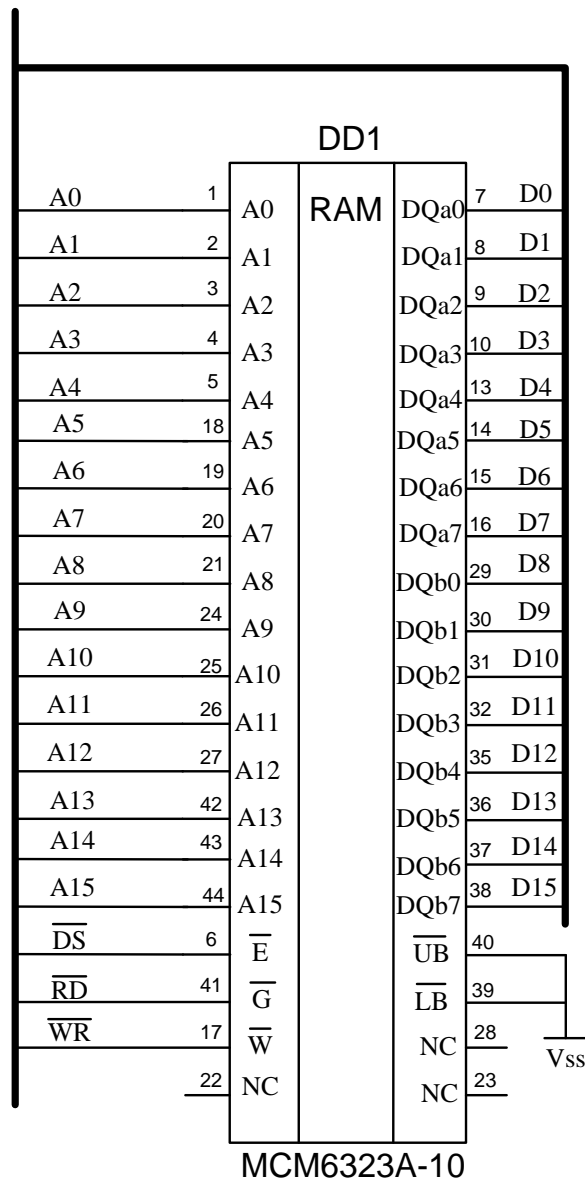 DD1
A0 1 A0 RAM DQa0 7 D0
A1 2 A1 DQa1 8 D1
A2 3 A2 DQa2 9 D2
A3 4 A3 DQa3 10 D3
A4 5 A4 DQa4 13 D4
A5 18 A5 DQa5 14 D5
A6 19 A6 DQa6 15 D6
A7 20 A7 DQa7 16 D7
A8 21 A8 DQb0 29 D8
A9 24 A9 DQb1 30 D9
A10 25 A10 DQb2 31 D10
A11 26 A11 DQb3 32 D11
A12 27 A12 DQb4 35 D12
A13 42 A13 DQb5 36 D13
A14 43 A14 DQb6 37 D14
A15 44 A15 DQb7 38 D15
D̅S̅ 6 E̅ U̅B̅ 40
R̅D̅ 41 G̅ L̅B̅ 39
W̅R̅ 17 W̅ NC 28
Vss
22 NC NC 23
MCM6323A-10